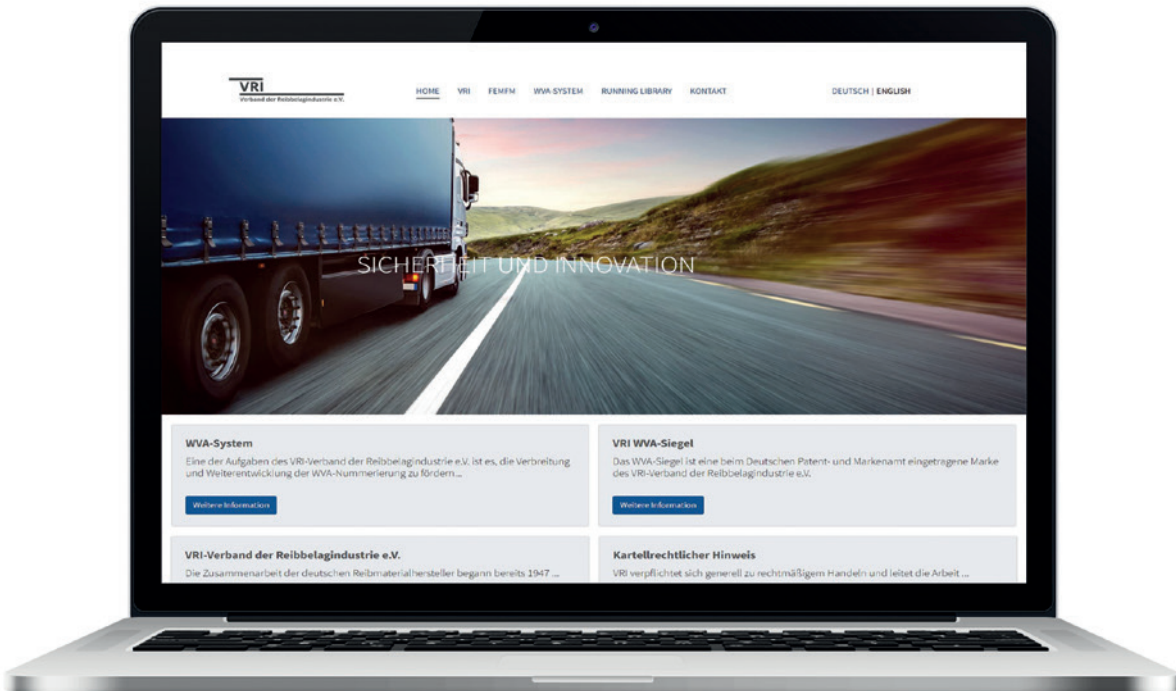 VRI
Verband der Reibbelagindustrie e.V.
HOME VRI FEMFM WVA-SYSTEM RUNNING LIBRARY KONTAKT
DEUTSCH | ENGLISH
SICHERHEIT UND INNOVATION
WVA-System
Eine der Aufgaben des VRI-Verband der Reibbelagindustrie e.V. ist es, die Verbreitung
und Weiterentwicklung der WVA-Nummerierung zu fördern ...
Weitere Information
VRI WVA-Siegel
Das WVA-Siegel ist eine beim Deutschen Patent- und Markenamt eingetragene Marke
des VRI-Verband der Reibbelagindustrie e.V.
Weitere Information
VRI-Verband der Reibbelagindustrie e.V.
Die Zusammenarbeit der deutschen Reibmaterialhersteller begann bereits 1947 ...
Kartellrechtlicher Hinweis
VRI verpflichtet sich generell zu rechtmäßigem Handeln und leitet die Arbeit ...